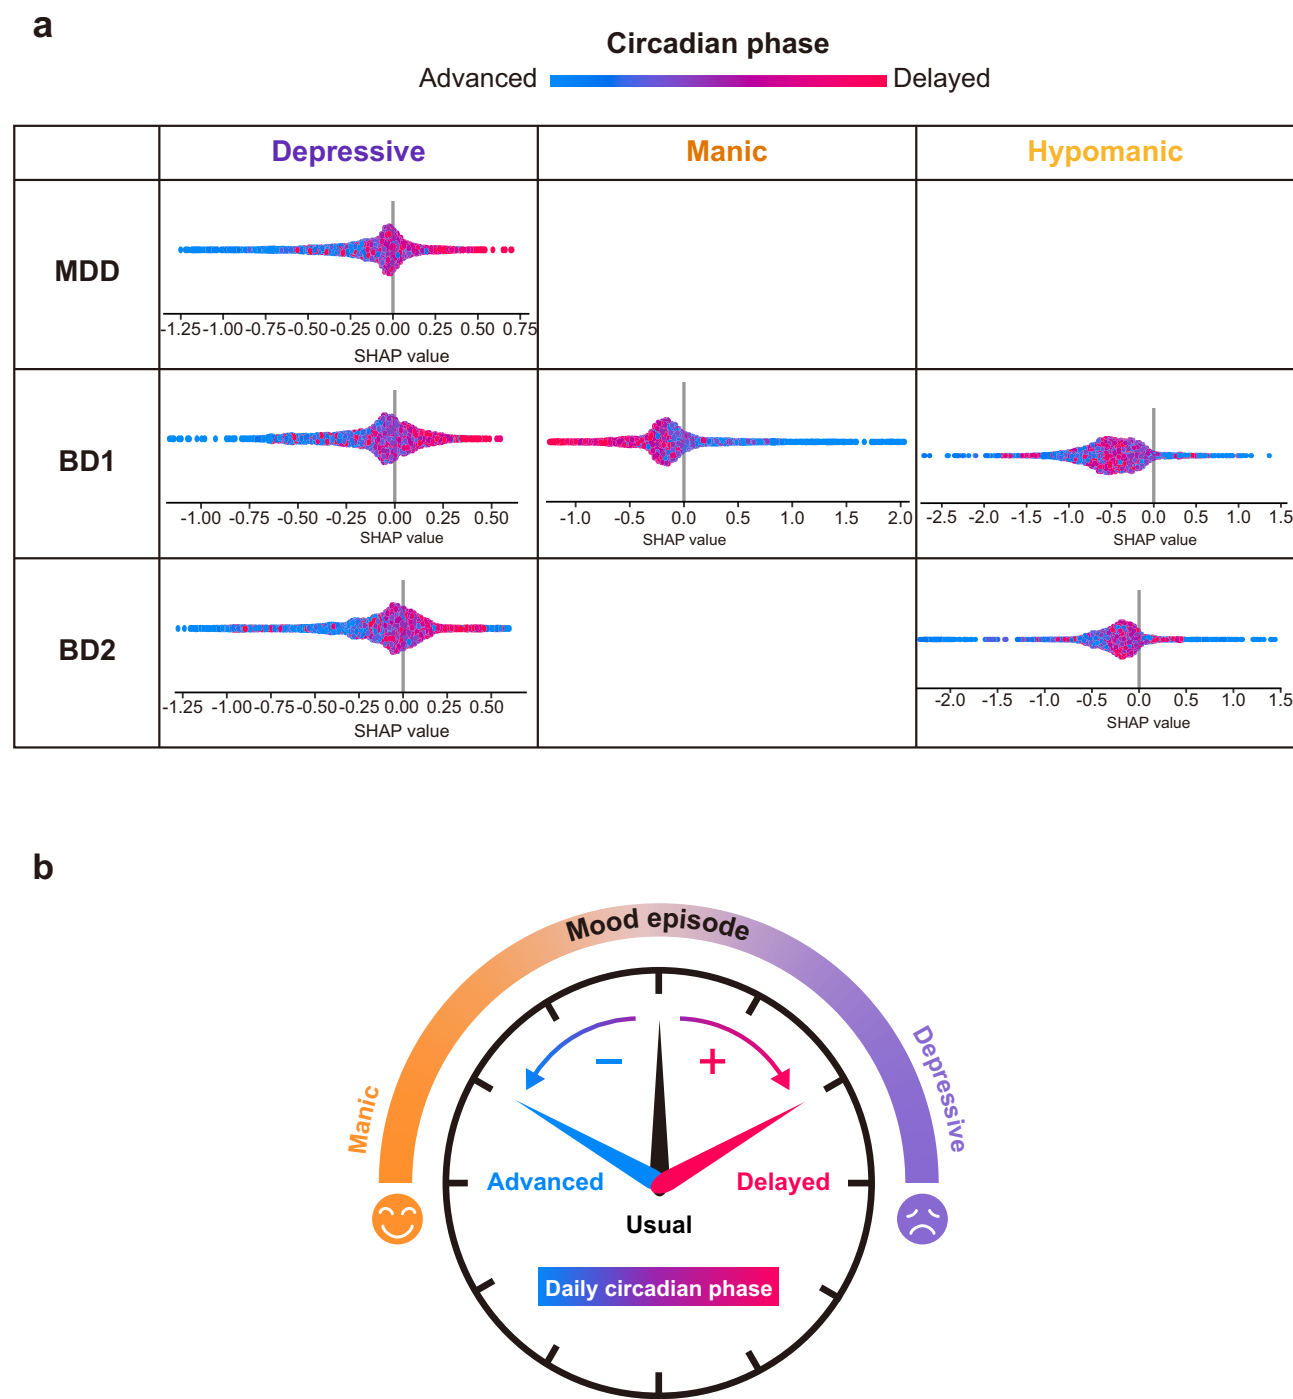 a
Circadian phase
Advanced Delayed
Depressive Manic Hypomanic
MDD
-1.25 -1.00 -0.75 -0.50 -0.25 0.00 0.25 0.50 0.75
SHAP value
BD1
-1.00 -0.75 -0.50 -0.25 0.00 0.25 0.50
SHAP value
-1.0 -0.5 0.0 0.5 1.0 1.5 2.0
SHAP value
-2.5 -2.0 -1.5 -1.0 -0.5 0.0 0.5 1.0 1.5
SHAP value
BD2
-1.25 -1.00 -0.75 -0.50 -0.25 0.00 0.25 0.50
SHAP value
-2.0 -1.5 -1.0 -0.5 0.0 0.5 1.0 1.5
SHAP value
b
Mood episode
Manic
Depressive
− +
Advanced Delayed
Usual
Daily circadian phase